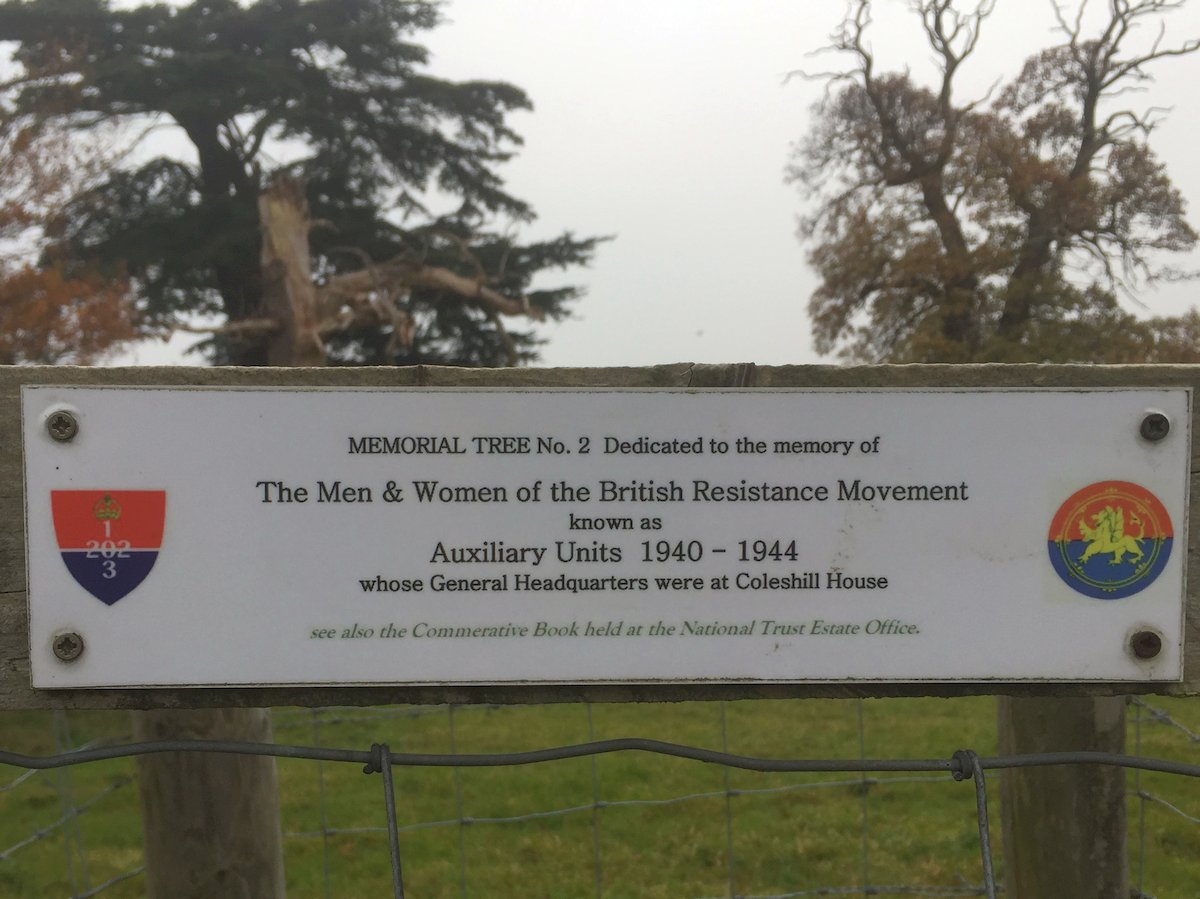 MEMORIAL TREE No. 2 Dedicated to the memory of
The Men & Women of the British Resistance Movement
known as
Auxiliary Units 1940 - 1944
whose General Headquarters were at Coleshill House
see also the Commerative Book held at the National Trust Estate Office.
1
202
3